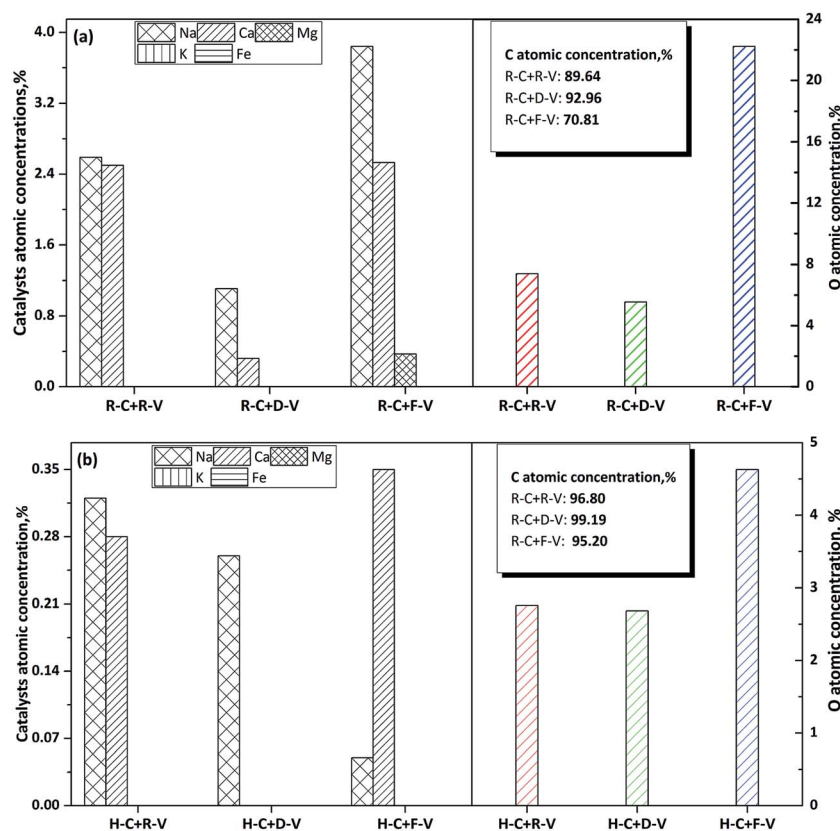 (a)
Na Ca Mg
K Fe
C atomic concentration,%
R-C+R-V: 89.64
R-C+D-V: 92.96
R-C+F-V: 70.81
Catalysts atomic concentrations,%
4.0
3.2
2.4
1.6
0.8
0.0
24
20
16
12
8
4
0
O atomic concentration,%
R-C+R-V R-C+D-V R-C+F-V R-C+R-V R-C+D-V R-C+F-V
(b)
Na Ca Mg
K Fe
C atomic concentration,%
R-C+R-V: 96.80
R-C+D-V: 99.19
R-C+F-V: 95.20
Catalysts atomic concentration,%
0.35
0.28
0.21
0.14
0.07
0.00
5
4
3
2
1
0
O atomic concentration, %
H-C+R-V H-C+D-V H-C+F-V H-C+R-V H-C+D-V H-C+F-V